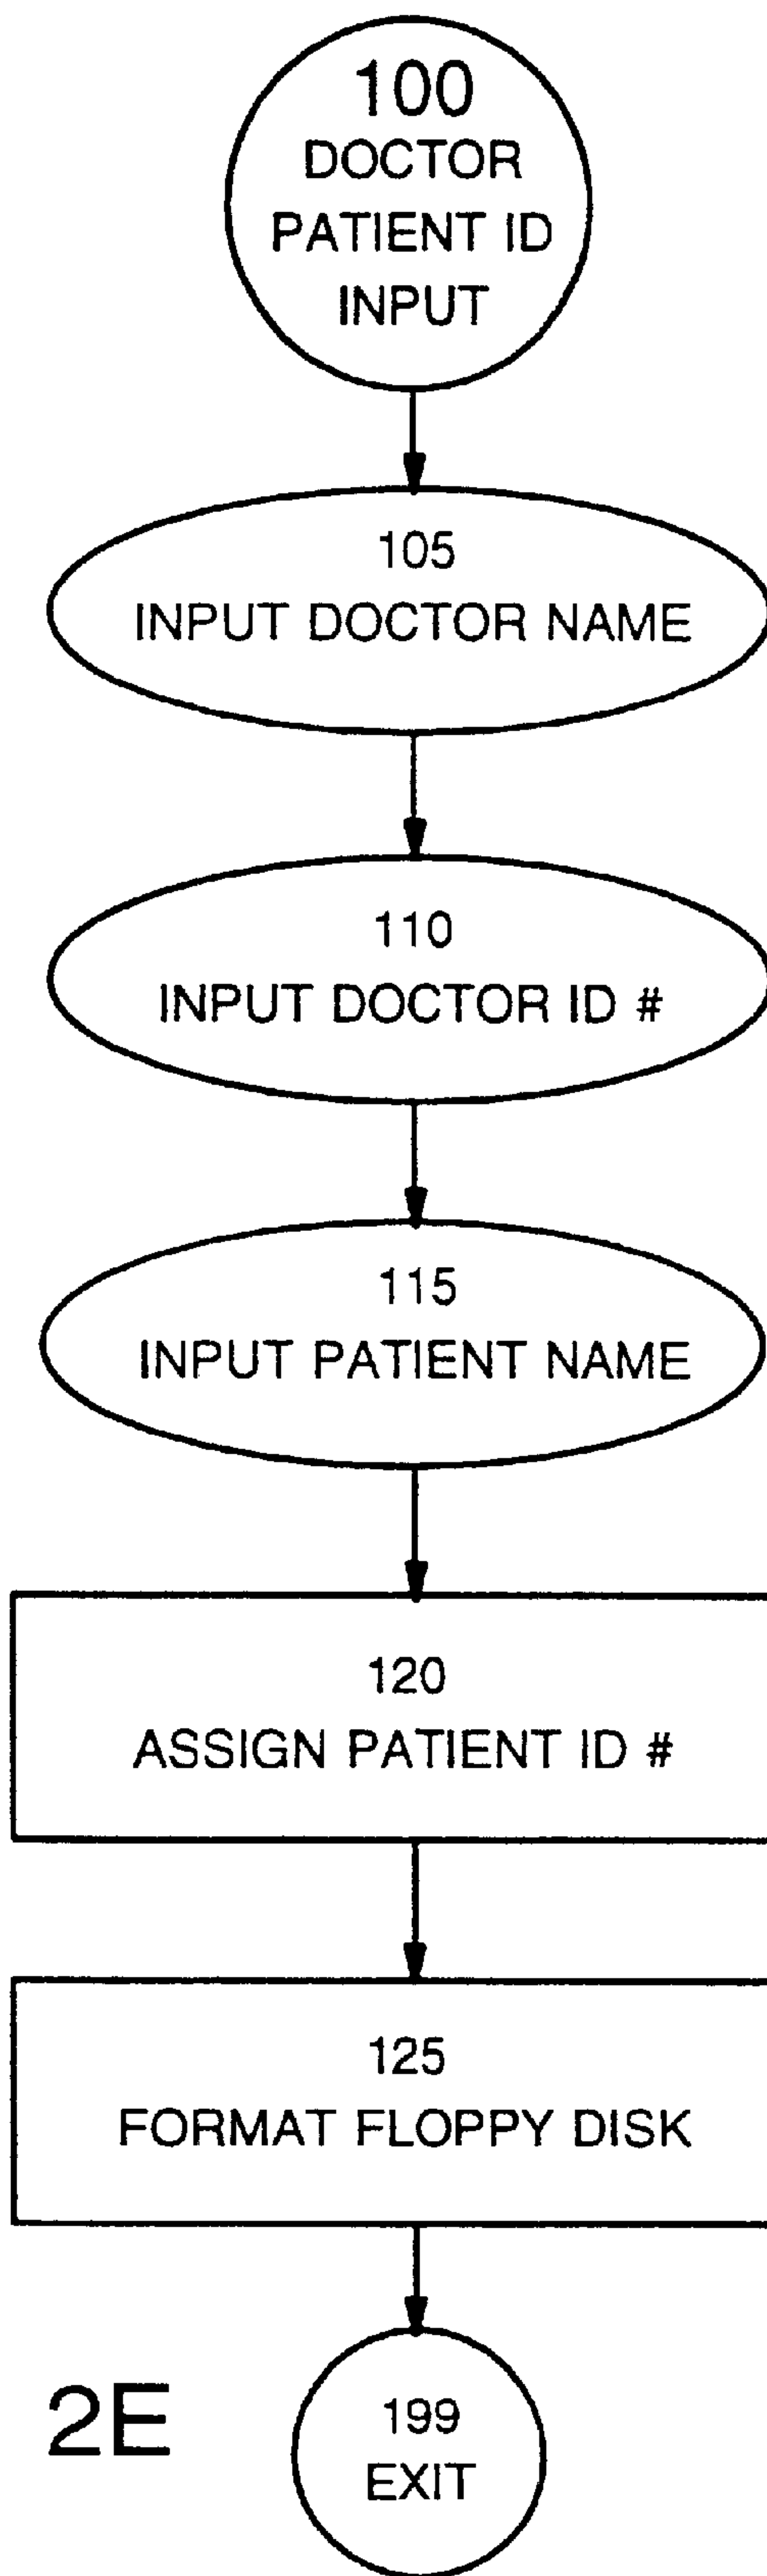 100
DOCTOR
PATIENT ID
INPUT
105
INPUT DOCTOR NAME
110
INPUT DOCTOR ID #
115
INPUT PATIENT NAME
120
ASSIGN PATIENT ID #
125
FORMAT FLOPPY DISK
2E
199
EXIT